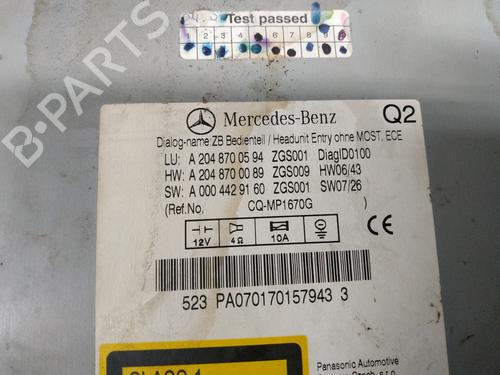 Test passed
1 2 3 4 5 6 7 8 9
Mercedes-Benz Q2
Dialog-name: ZB Bedienteil / Headunit Entry ohne MOST, ECE
LU: A 204 870 05 94 ZGS001 DiagID0100
HW: A 204 870 00 89 ZGS009 HW06/43
SW: A 000 442 91 60 ZGS001 SW07/26
(Ref.No. CQ-MP1670G )
CE
12V 4Ω 10A
523 PA070170157943 3
CLASS 1
Panasonic Automotive
Czech, s.r.o.
B-PARTS